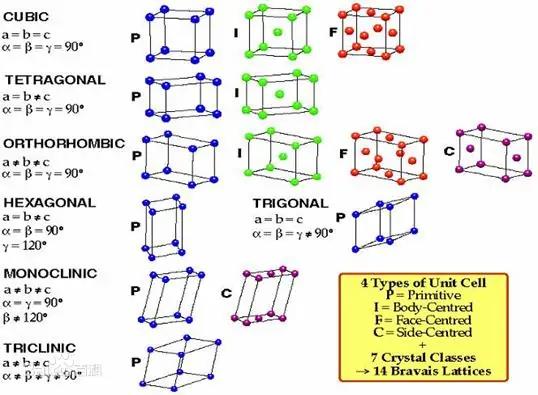 CUBIC
a = b = c
α = β = γ = 90°
P
I
F
TETRAGONAL
a = b ≠ c
α = β = γ = 90°
P
I
ORTHORHOMBIC
a ≠ b ≠ c
α = β = γ = 90°
P
I
F
C
HEXAGONAL
a = b ≠ c
α = β = 90°
γ = 120°
P
TRIGONAL
a = b = c
α = β = γ ≠ 90°
P
MONOCLINIC
a ≠ b ≠ c
α = γ = 90°
β ≠ 120°
P
C
TRICLINIC
a ≠ b ≠ c
α ≠ β ≠ γ ≠ 90°
P
4 Types of Unit Cell
P = Primitive
I = Body-Centred
F = Face-Centred
C = Side-Centred
+
7 Crystal Classes
→ 14 Bravais Lattices